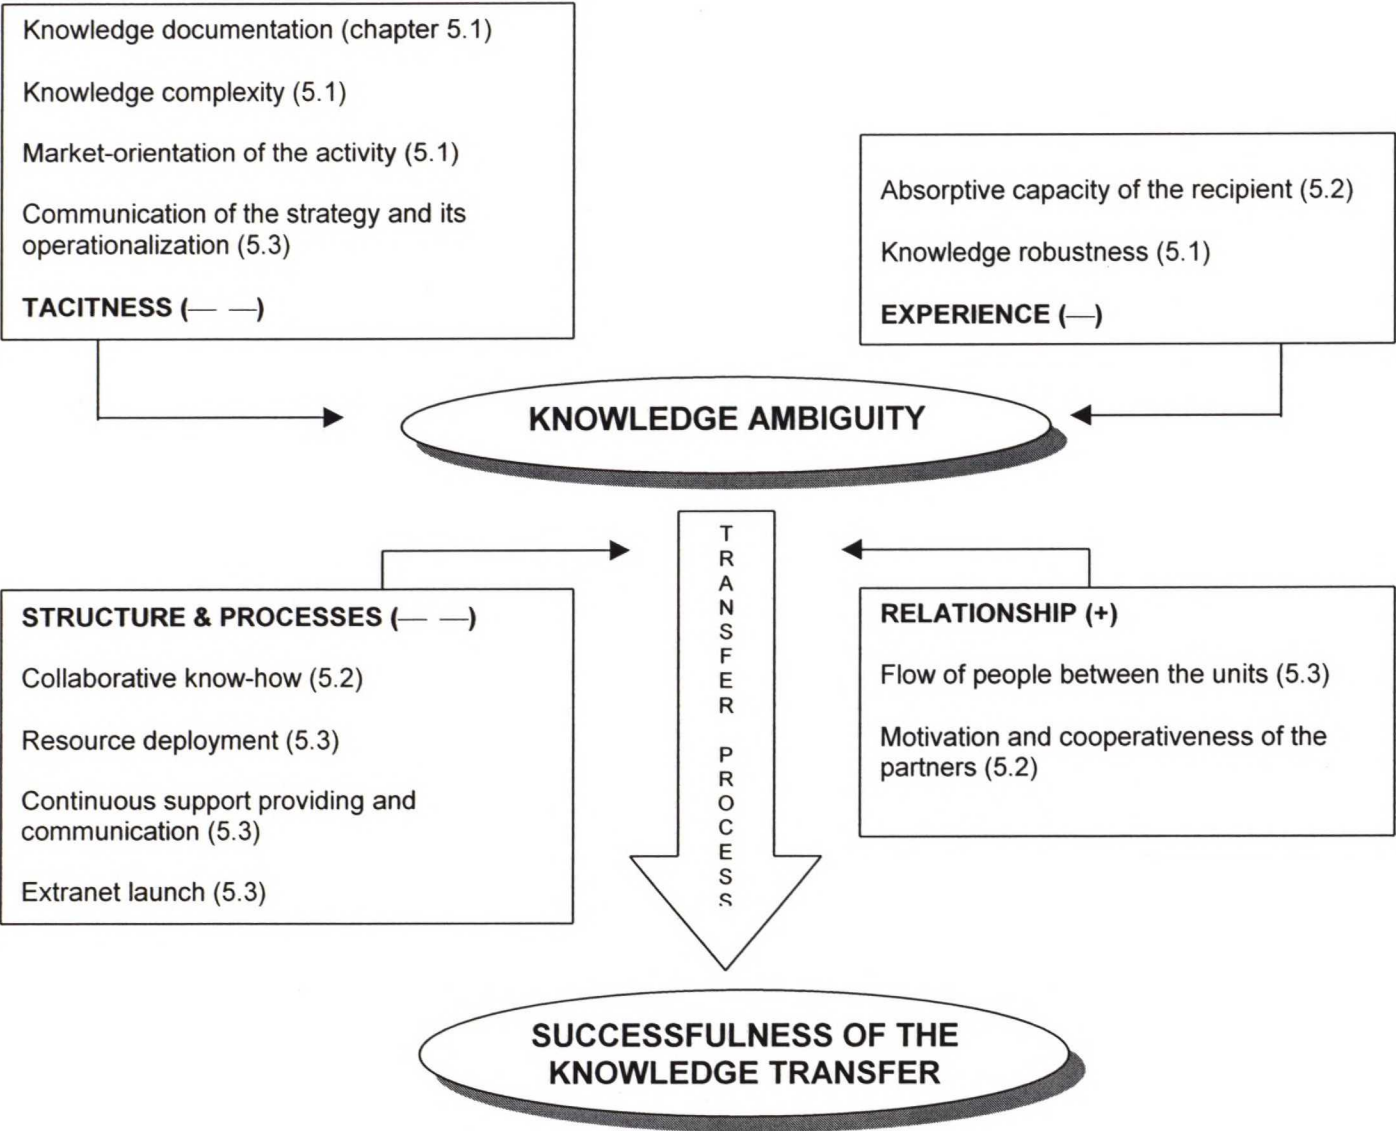 Knowledge documentation (chapter 5.1)
Knowledge complexity (5.1)
Market-orientation of the activity (5.1)
Communication of the strategy and its
operationalization (5.3)
TACITNESS (— —)
Absorptive capacity of the recipient (5.2)
Knowledge robustness (5.1)
EXPERIENCE (—)
KNOWLEDGE AMBIGUITY
TRANSFER PROCESS
STRUCTURE & PROCESSES (— —)
Collaborative know-how (5.2)
Resource deployment (5.3)
Continuous support providing and
communication (5.3)
Extranet launch (5.3)
RELATIONSHIP (+)
Flow of people between the units (5.3)
Motivation and cooperativeness of the
partners (5.2)
SUCCESSFULNESS OF THE
KNOWLEDGE TRANSFER